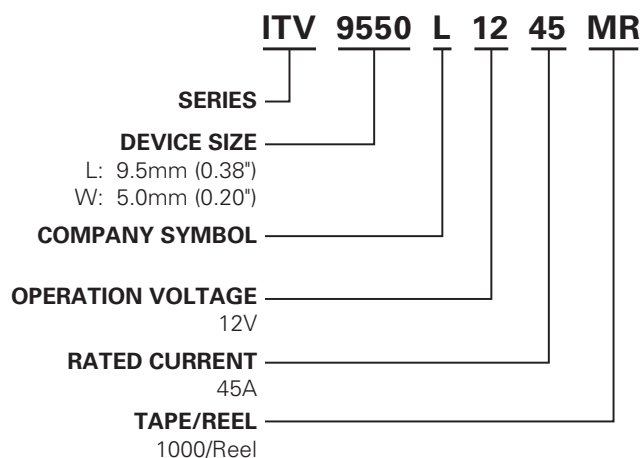 ITV 9550 L 12 45 MR
SERIES
DEVICE SIZE
L: 9.5mm (0.38")
W: 5.0mm (0.20")
COMPANY SYMBOL
OPERATION VOLTAGE
12V
RATED CURRENT
45A
TAPE/REEL
1000/Reel